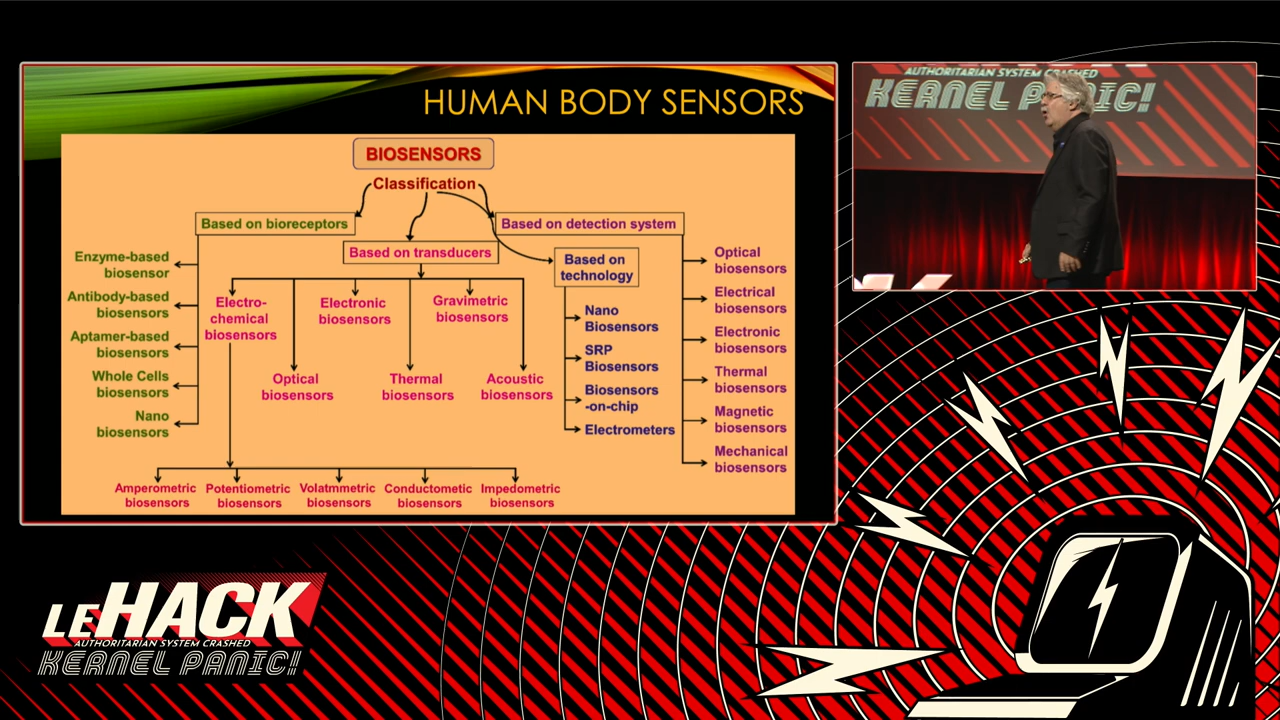 HUMAN BODY SENSORS
BIOSENSORS
Classification
Based on bioreceptors
Based on transducers
Based on detection system
Based on
technology
Enzyme-based
biosensor
Antibody-based
biosensors
Aptamer-based
biosensors
Whole Cells
biosensors
Nano
biosensors
Electro-
chemical
biosensors
Electronic
biosensors
Gravimetric
biosensors
Optical
biosensors
Thermal
biosensors
Acoustic
biosensors
Amperometric
biosensors
Potentiometric
biosensors
Volatmmetric
biosensors
Conductometic
biosensors
Impedometric
biosensors
Nano
Biosensors
SRP
Biosensors
Biosensors
-on-chip
Electrometers
Optical
biosensors
Electrical
biosensors
Electronic
biosensors
Thermal
biosensors
Magnetic
biosensors
Mechanical
biosensors
AUTHORITARIAN SYSTEM CRASHED
KERNEL PANIC!
LEHACK
AUTHORITARIAN SYSTEM CRASHED
KERNEL PANIC!